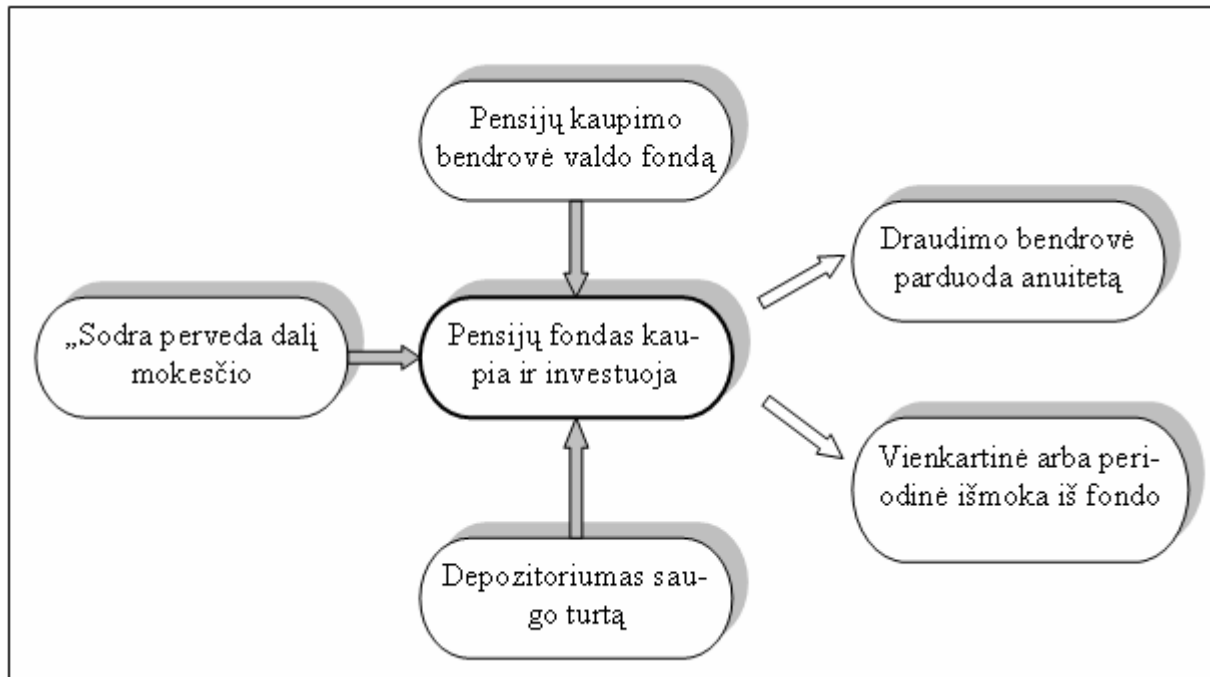 Pensijų kaupimo
bendrovė valdo fondą
Draudimo bendrovė
parduoda anuitetą
„Sodra perveda dalį
mokesčio
Pensijų fondas kau-
pia ir investuoja
Vienkartinė arba peri-
odinė išmoka iš fondo
Depozitoriumas sau-
go turtą